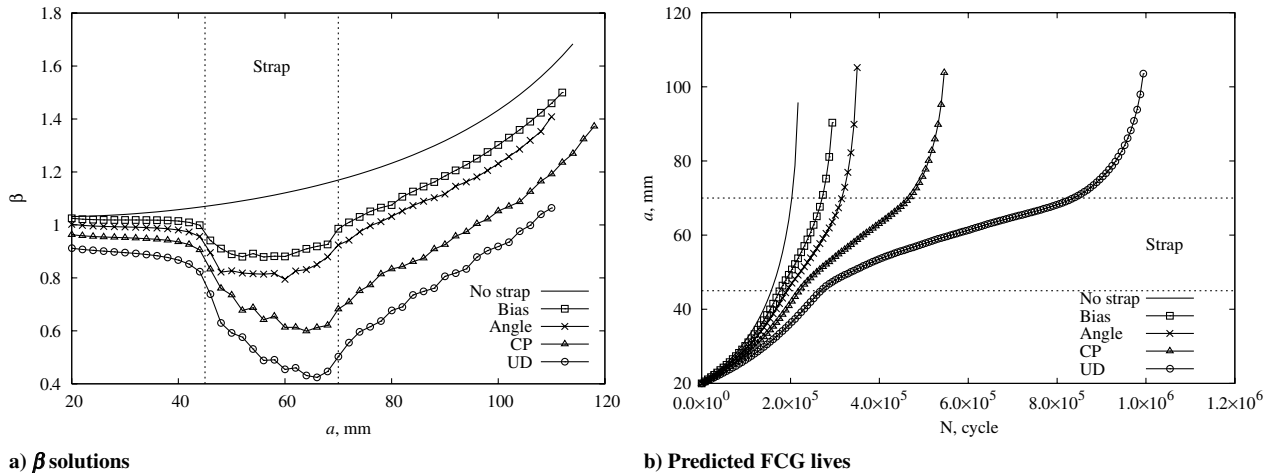 1.8
1.6
1.4
1.2
1
0.8
0.6
0.4
β
Strap
No strap
Bias
Angle
CP
UD
20 40 60 80 100 120
a, mm
a) β solutions
120
100
80
60
40
20
a, mm
Strap
No strap
Bias
Angle
CP
UD
0.0×10⁰ 2.0×10⁵ 4.0×10⁵ 6.0×10⁵ 8.0×10⁵ 1.0×10⁶ 1.2×10⁶
N, cycle
b) Predicted FCG lives